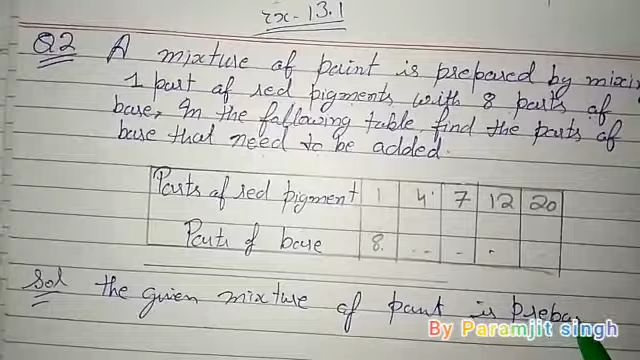 Ex-13.1
Q2 A mixture of paint is prepared by mixin
1 part of red pigments with 8 parts of
base, In the following table find the parts of
base that need to be added.
Parts of red pigment 1 4 7 12 20
Parts of base 8 .. . .
Sol the given mixture of paint is prepa
By Paramjit singh